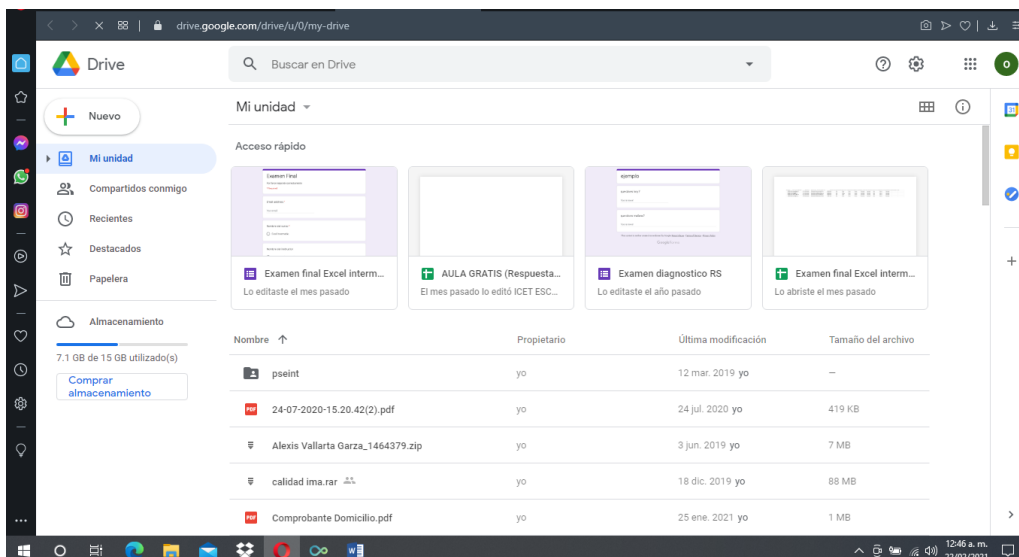 drive.google.com/drive/u/0/my-drive
Drive
Buscar en Drive
o
Nuevo
Mi unidad
Compartidos conmigo
Recientes
Destacados
Papelera
Almacenamiento
7.1 GB de 15 GB utilizado(s)
Comprar
almacenamiento
Mi unidad
31
Acceso rápido
Examen Final
ejemplo
Examen final Excel interm...
Lo editaste el mes pasado
AULA GRATIS (Respuesta...
El mes pasado lo editó ICET ESC...
Examen diagnostico RS
Lo editaste el año pasado
Examen final Excel interm...
Lo abriste el mes pasado
Nombre Propietario Última modificación Tamaño del archivo
pseint yo 12 mar. 2019 yo —
PDF 24-07-2020-15.20.42(2).pdf yo 24 jul. 2020 yo 419 KB
Alexis Vallarta Garza_1464379.zip yo 3 jun. 2019 yo 7 MB
calidad ima.rar yo 18 dic. 2019 yo 88 MB
PDF Comprobante Domicilio.pdf yo 25 ene. 2021 yo 1 MB
12:46 a. m.